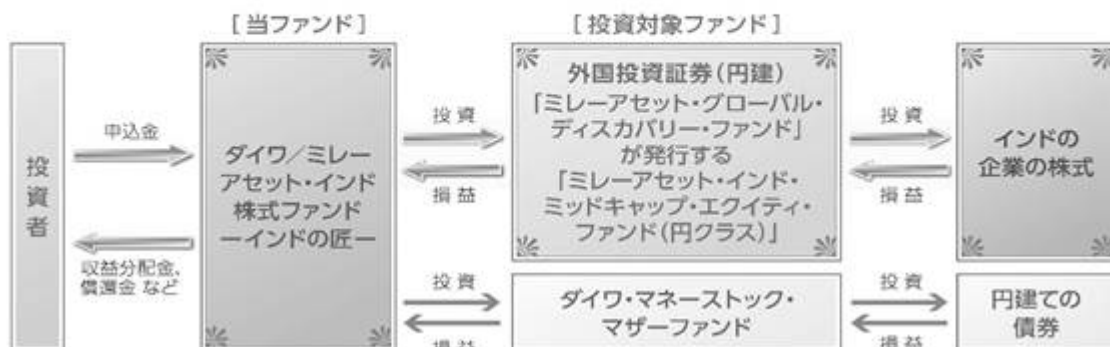 [当ファンド]
[投資対象ファンド]
投資者
申込金
収益分配金、
償還金 など
ダイワ／ミレー
アセット・インド
株式ファンド
ーインドの匠ー
投資
損益
外国投資証券(円建)
「ミレーアセット・グローバル・
ディスカバリー・ファンド」
が発行する
「ミレーアセット・インド・
ミッドキャップ・エクイティ・
ファンド(円クラス)」
投資
損益
インドの
企業の株式
投資
損益
ダイワ・マネーストック・
マザーファンド
投資
損益
円建ての
債券